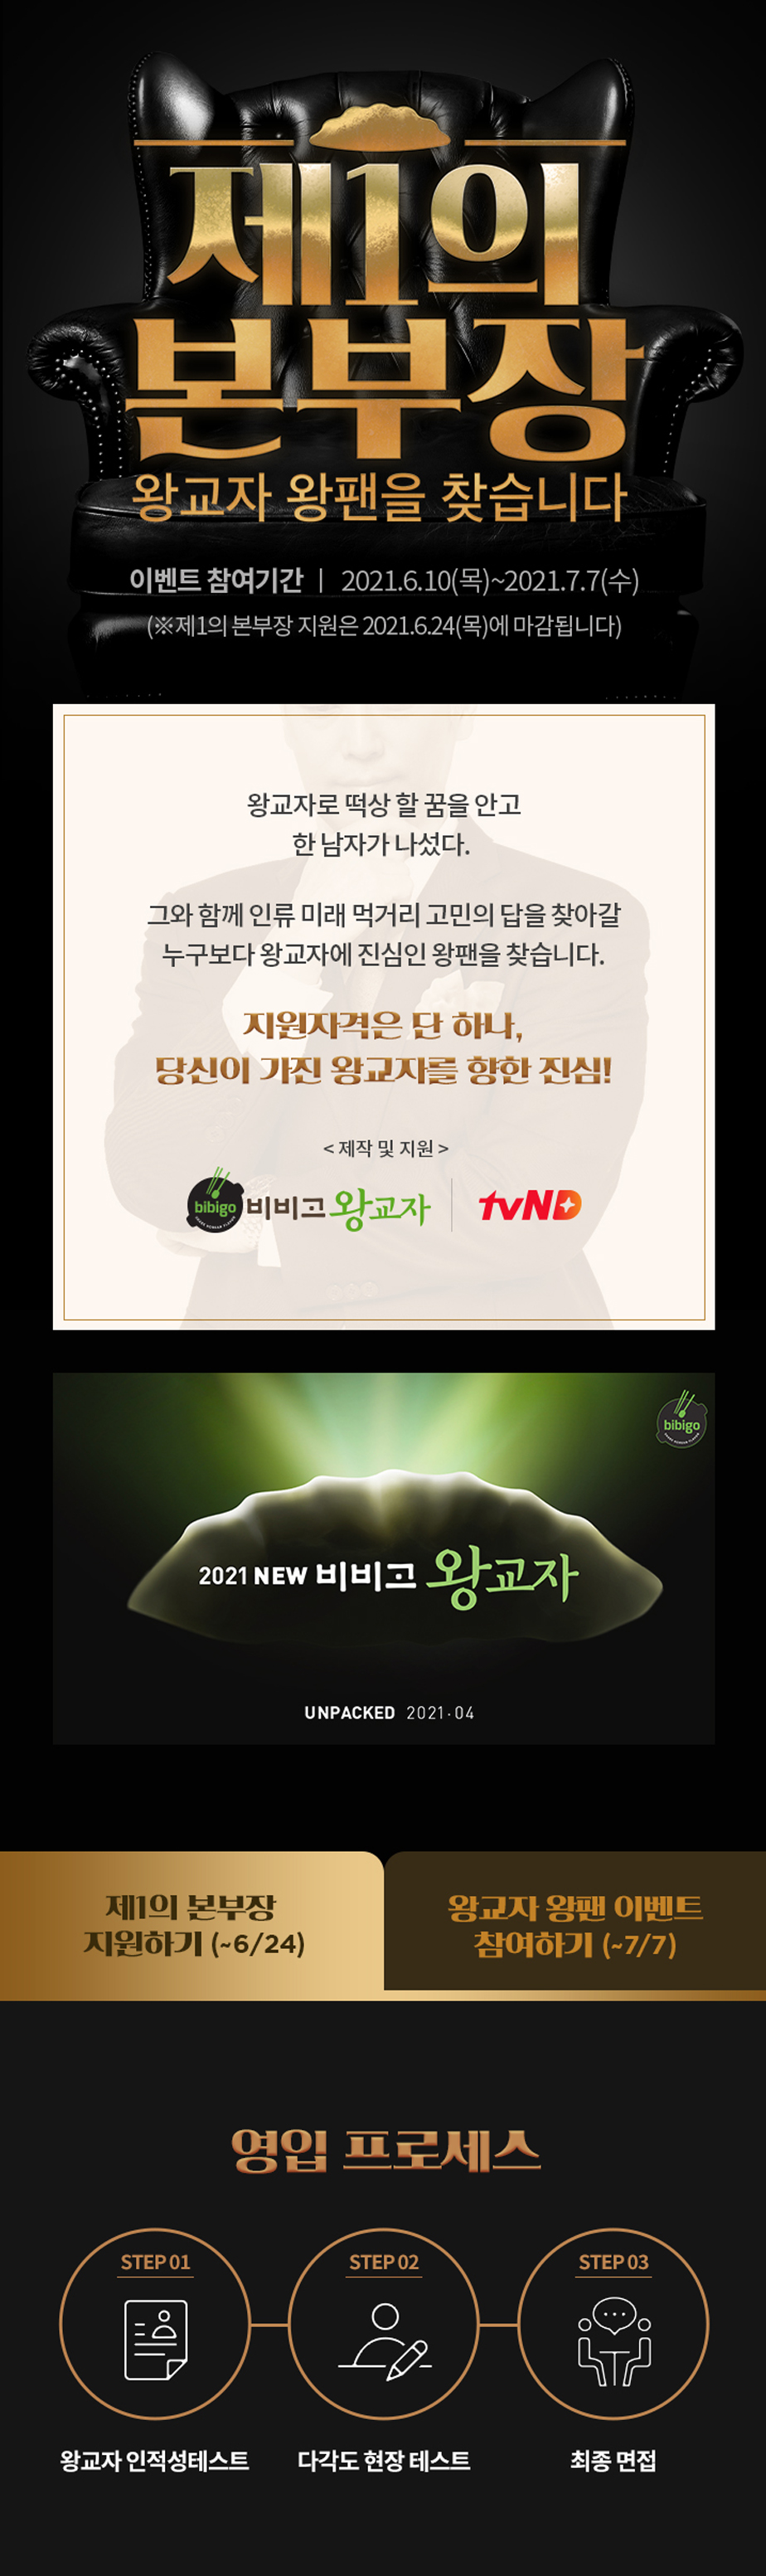 제1의
본부장
왕교자 왕팬을 찾습니다
이벤트 참여기간 | 2021.6.10(목)~2021.7.7(수)
(※제1의 본부장 지원은 2021.6.24(목)에 마감됩니다)
왕교자로 떡상 할 꿈을 안고
한 남자가 나섰다.
그와 함께 인류 미래 먹거리 고민의 답을 찾아갈
누구보다 왕교자에 진심인 왕팬을 찾습니다.
지원자격은 단 하나,
당신이 가진 왕교자를 향한 진심!
< 제작 및 지원 >
bibigo 비비고 왕교자 tvND
bibigo
2021 NEW 비비고 왕교자
UNPACKED 2021·04
제1의 본부장
지원하기 (~6/24)
왕교자 왕팬 이벤트
참여하기 (~7/7)
영입 프로세스
STEP 01 STEP 02 STEP 03
왕교자 인적성테스트 다각도 현장 테스트 최종 면접